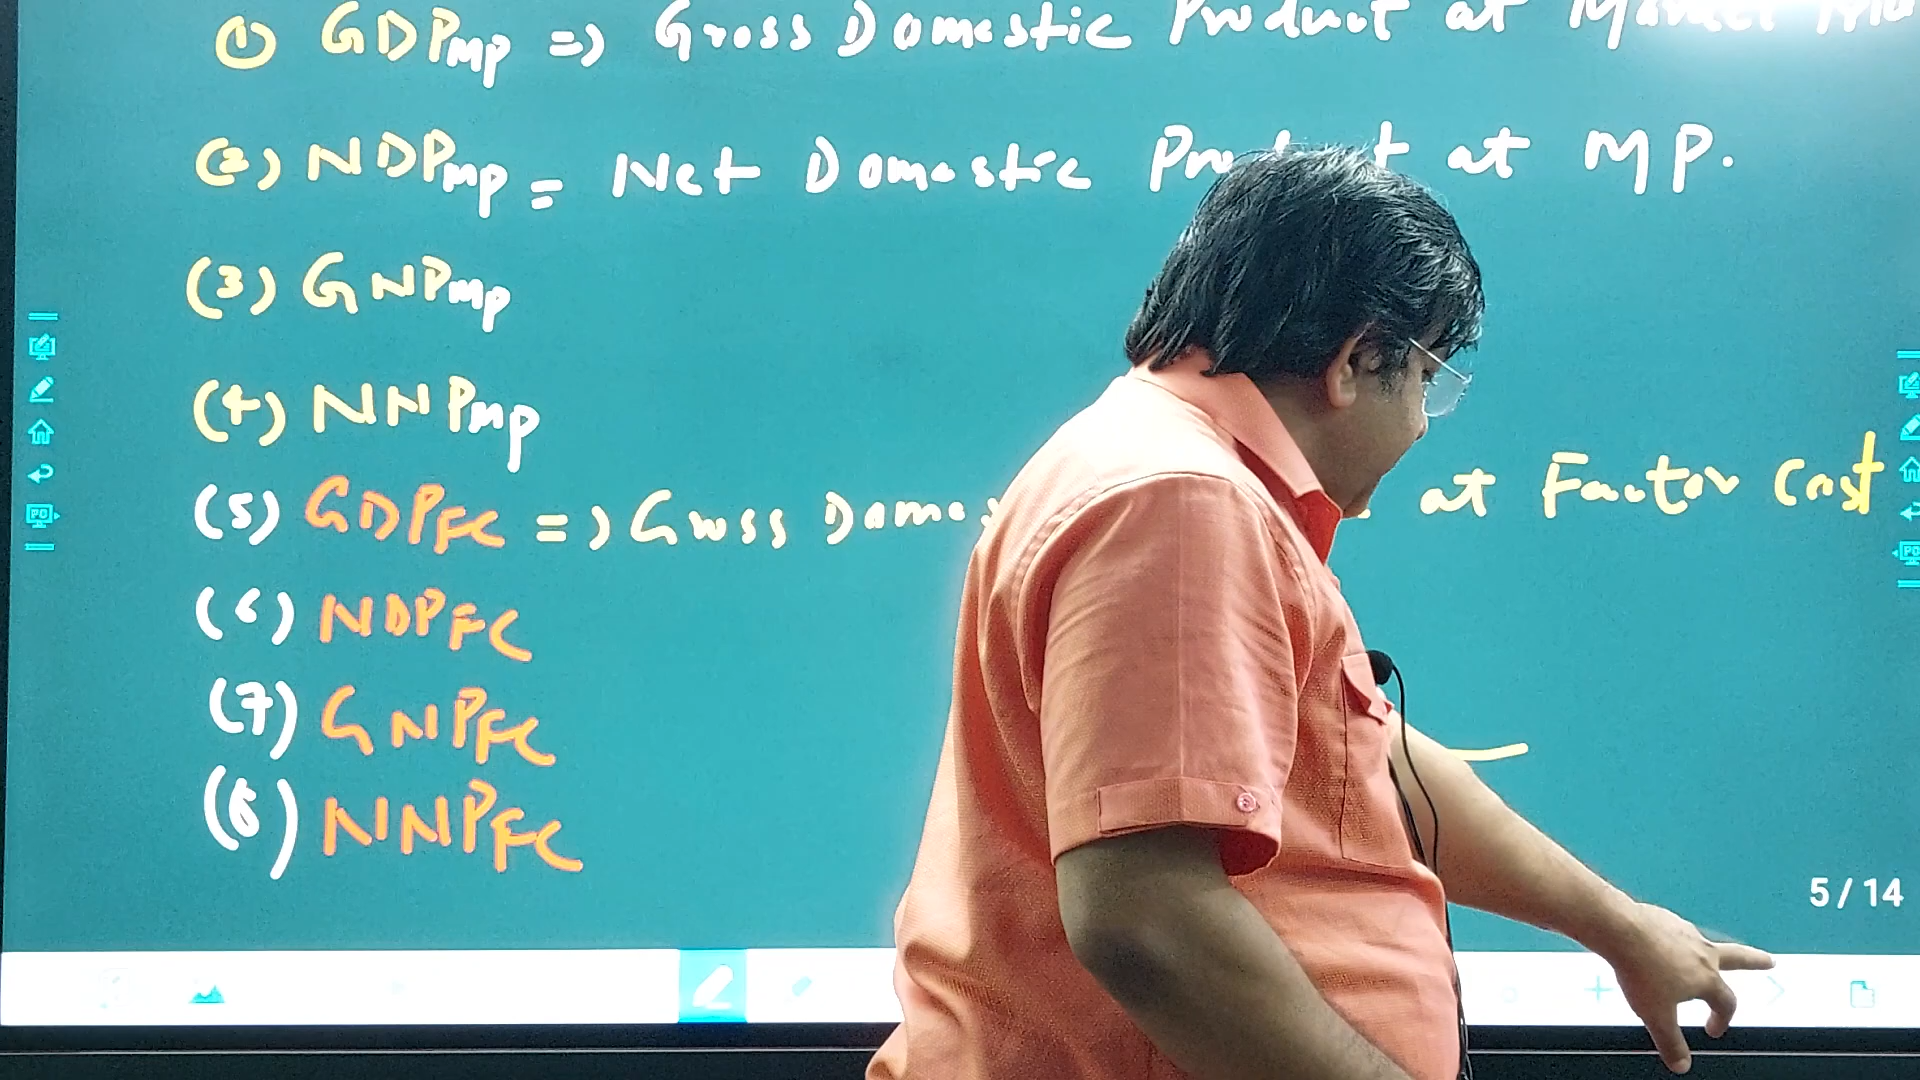 (1) GDPMP => Gross Domestic Product at
(2) NDPMP = Net Domestic at MP.
(3) GNPMP
(4) NNPMP
(5) GDPFC => Gross at Factor Cost
(6) NDPFC
(7) GNPFC
(8) NNPFC
5/14